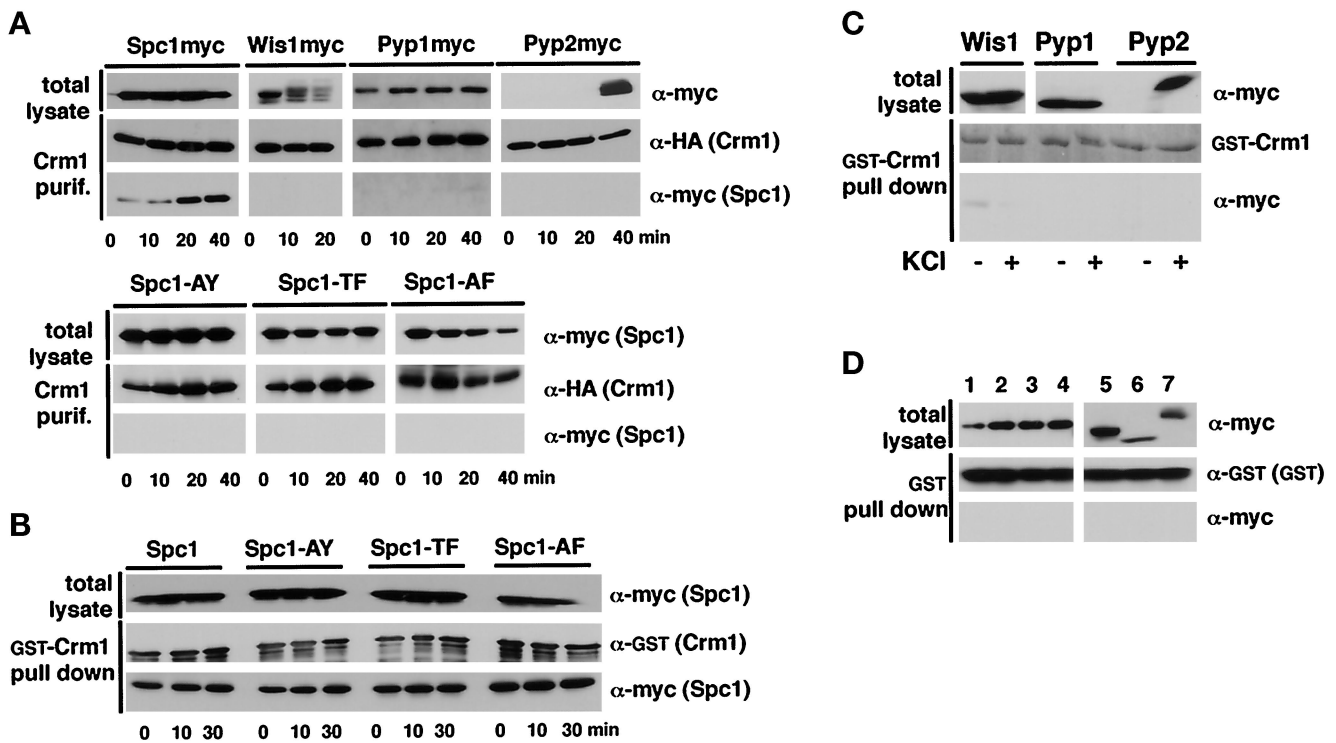 A
Spc1myc Wis1myc Pyp1myc Pyp2myc
total lysate α-myc
α-HA (Crm1)
Crm1 purif.
α-myc (Spc1)
0 10 20 40 0 10 20 0 10 20 40 0 10 20 40 min
Spc1-AY Spc1-TF Spc1-AF
total lysate α-myc (Spc1)
Crm1 purif. α-HA (Crm1)
α-myc (Spc1)
0 10 20 40 0 10 20 40 0 10 20 40 min
B
Spc1 Spc1-AY Spc1-TF Spc1-AF
total lysate α-myc (Spc1)
GST-Crm1 pull down α-GST (Crm1)
α-myc (Spc1)
0 10 30 0 10 30 0 10 30 0 10 30 min
C
Wis1 Pyp1 Pyp2
total lysate α-myc
GST-Crm1
GST-Crm1 pull down
α-myc
KCl - + - + - +
D
1 2 3 4 5 6 7
total lysate α-myc
α-GST (GST)
GST pull down
α-myc